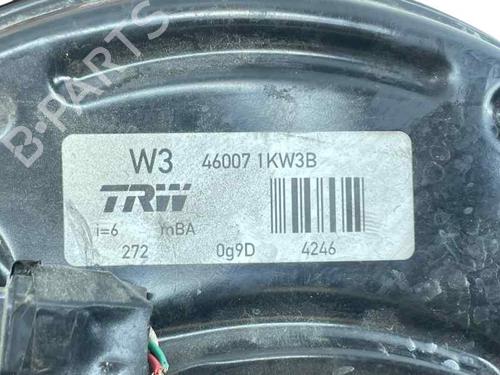 B-PARTS
W3 46007 1KW3B
TRW
i=6 mBA
272 0g9D 4246